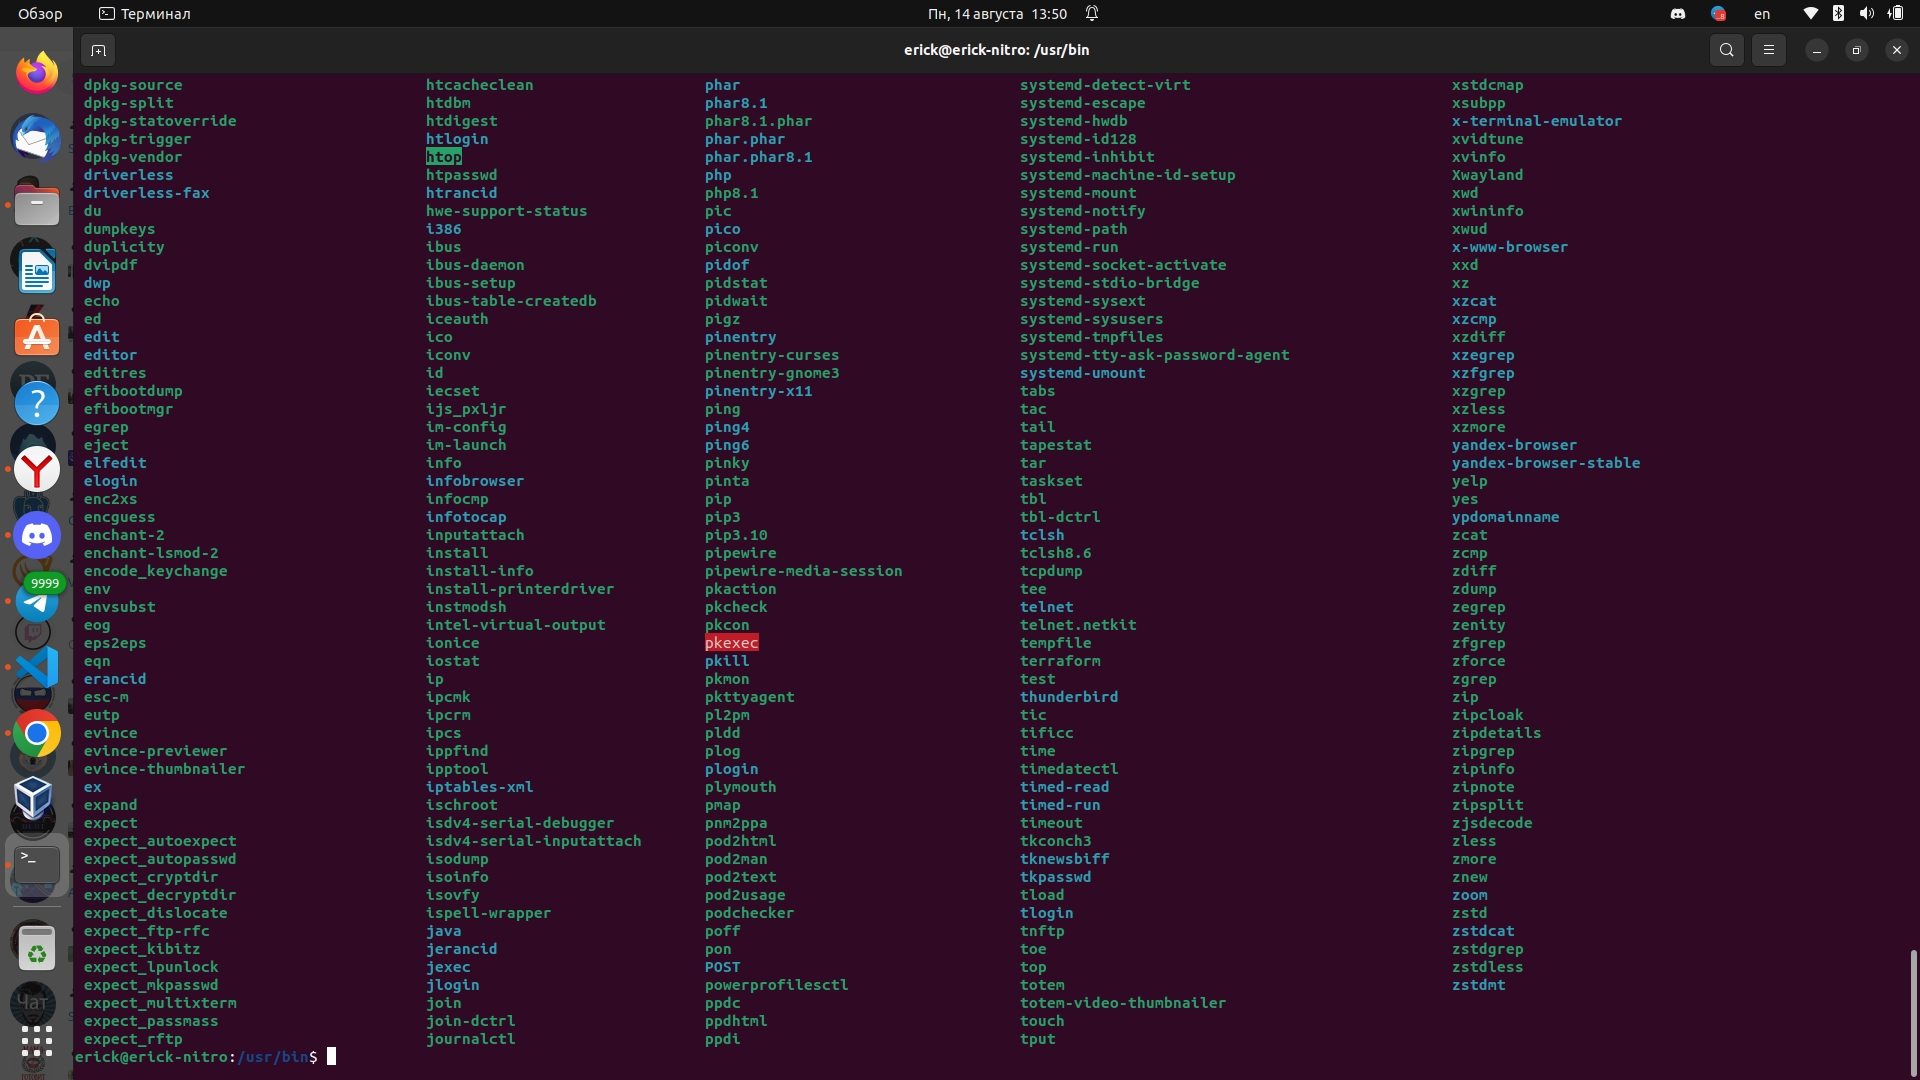 Обзор
Терминал
Пн, 14 августа 13:50
en
erick@erick-nitro: /usr/bin
dpkg-source htcacheclean phar systemd-detect-virt xstdcmap
dpkg-split htdbm phar8.1 systemd-escape xsubpp
dpkg-statoverride htdigest phar8.1.phar systemd-hwdb x-terminal-emulator
dpkg-trigger htlogin phar.phar systemd-id128 xvidtune
dpkg-vendor htop phar.phar8.1 systemd-inhibit xvinfo
driverless htpasswd php systemd-machine-id-setup Xwayland
driverless-fax htrancid php8.1 systemd-mount xwd
du hwe-support-status pic systemd-notify xwininfo
dumpkeys i386 pico systemd-path xwud
duplicity ibus piconv systemd-run x-www-browser
dvipdf ibus-daemon pidof systemd-socket-activate xxd
dwp ibus-setup pidstat systemd-stdio-bridge xz
echo ibus-table-createdb pidwait systemd-sysext xzcat
ed iceauth pigz systemd-sysusers xzcmp
edit ico pinentry systemd-tmpfiles xzdiff
editor iconv pinentry-curses systemd-tty-ask-password-agent xzegrep
editres id pinentry-gnome3 systemd-umount xzfgrep
efibootdump iecset pinentry-x11 tabs xzgrep
efibootmgr ijs_pxljr ping tac xzless
egrep im-config ping4 tail xzmore
eject im-launch ping6 tapestat yandex-browser
elfedit info pinky tar yandex-browser-stable
elogin infobrowser pinta taskset yelp
enc2xs infocmp pip tbl yes
encguess infotocap pip3 tbl-dctrl ypdomainname
enchant-2 inputattach pip3.10 tclsh zcat
enchant-lsmod-2 install pipewire tclsh8.6 zcmp
encode_keychange install-info pipewire-media-session tcpdump zdiff
env install-printerdriver pkaction tee zdump
envsubst instmodsh pkcheck telnet zegrep
eog intel-virtual-output pkcon telnet.netkit zenity
eps2eps ionice pkexec tempfile zfgrep
eqn iostat pkill terraform zforce
erancid ip pkmon test zgrep
esc-m ipcmk pkttyagent thunderbird zip
eutp ipcrm pl2pm tic zipcloak
evince ipcs pldd tificc zipdetails
evince-previewer ippfind plog time zipgrep
evince-thumbnailer ipptool plogin timedatectl zipinfo
ex iptables-xml plymouth timed-read zipnote
expand ischroot pmap timed-run zipsplit
expect isdv4-serial-debugger pnm2ppa timeout zjsdecode
expect_autoexpect isdv4-serial-inputattach pod2html tkconch3 zless
expect_autopasswd isodump pod2man tknewsbiff zmore
expect_cryptdir isoinfo pod2text tkpasswd znew
expect_decryptdir isovfy pod2usage tload zoom
expect_dislocate ispell-wrapper podchecker tlogin zstd
expect_ftp-rfc java poff tnftp zstdcat
expect_kibitz jerancid pon toe zstdgrep
expect_lpunlock jexec POST top zstdless
expect_mkpasswd jlogin powerprofilesctl totem zstdmt
expect_multixterm join ppdc totem-video-thumbnailer
expect_passmass join-dctrl ppdhtml touch
expect_rftp journalctl ppdi tput
erick@erick-nitro:/usr/bin$
9999
Чат